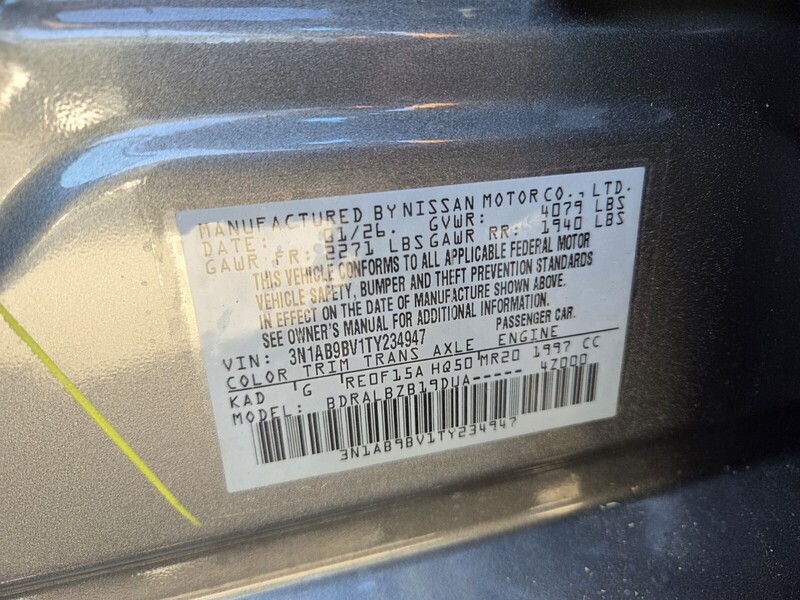 MANUFACTURED BY NISSAN MOTOR CO., LTD.
DATE: 01/26. GVWR: 4079 LBS
GAWR FR: 2271 LBS GAWR RR: 1940 LBS
THIS VEHICLE CONFORMS TO ALL APPLICABLE FEDERAL MOTOR
VEHICLE SAFETY, BUMPER AND THEFT PREVENTION STANDARDS
IN EFFECT ON THE DATE OF MANUFACTURE SHOWN ABOVE.
SEE OWNER'S MANUAL FOR ADDITIONAL INFORMATION.
VIN: 3N1AB9BV1TY234947 PASSENGER CAR.
COLOR TRIM TRANS AXLE ENGINE
KAD 'G RE0F15A HQ50 MR20 1997 CC
MODEL: BDRALBZB19DUA----- 4Z000
3N1AB9BV1TY234947